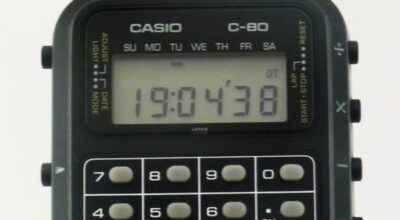 CASIO C-80
SU MO TU WE TH FR SA
ADJUST
LIGHT
DATE
MODE
RESET
LAP
START·STOP
DT
19:04'38
JAPAN
÷
×
−
7 8 9 0
4 5 6